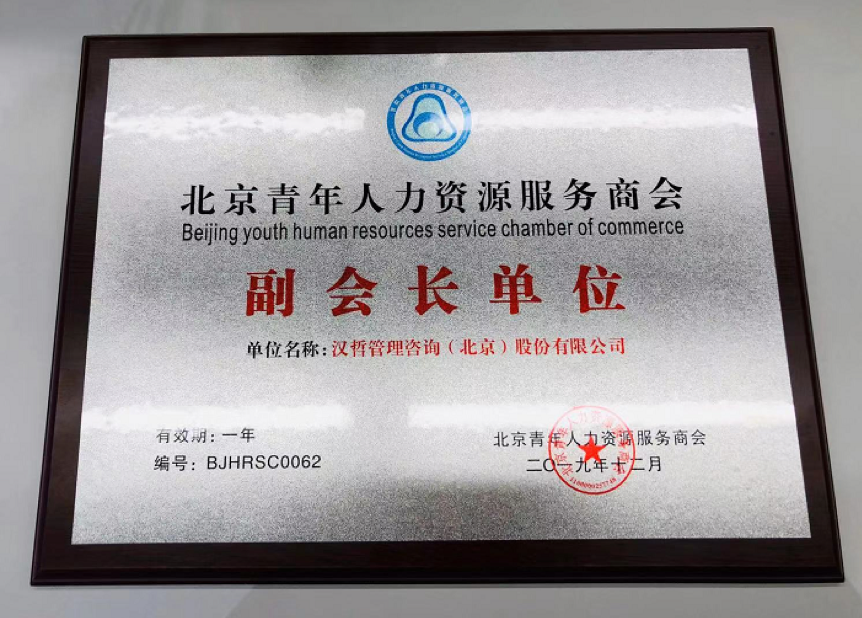 北京青年人力资源服务商会
Beijing youth human resources service chamber of commerce
副会长单位
单位名称:汉哲管理咨询(北京)股份有限公司
有效期:一年
编号:BJHRSC0062
北京青年人力资源服务商会
二〇一九年十二月